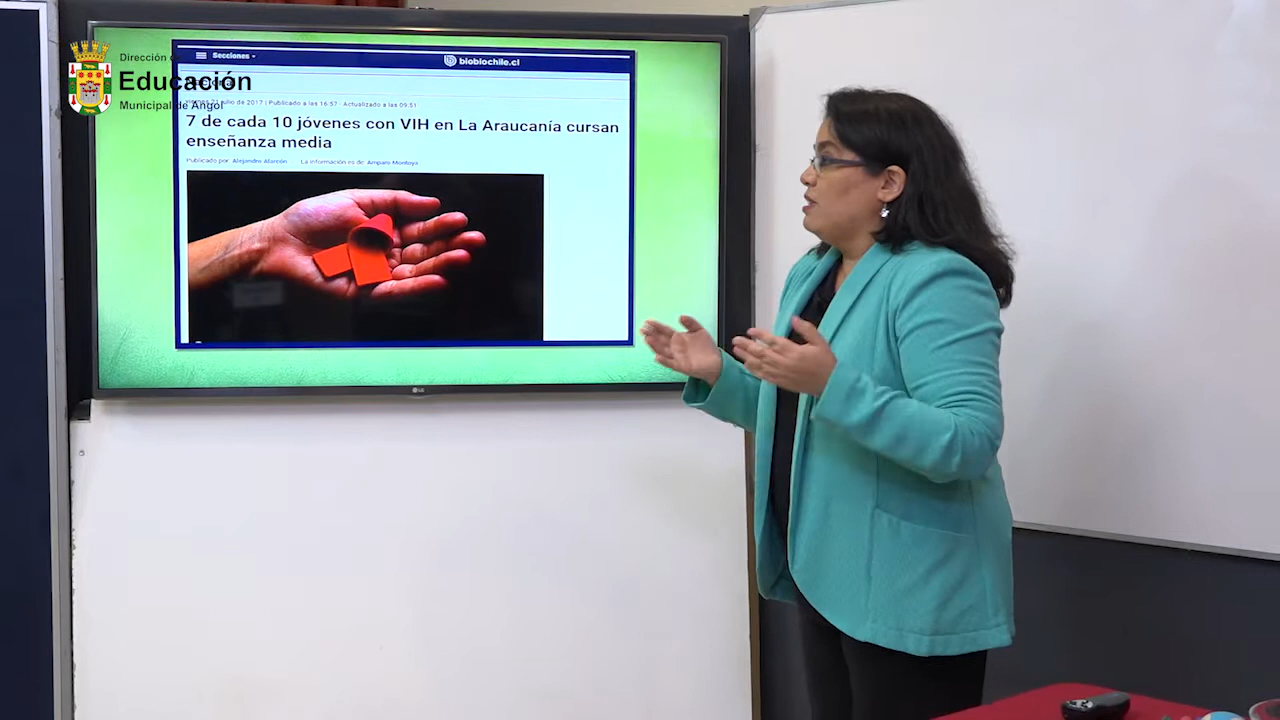 Dirección d
Educación
Municipal de Angol
Secciones
biobiochile.cl
julio de 2017 | Publicado a las 16:57 · Actualizado a las 09:51
7 de cada 10 jóvenes con VIH en La Araucanía cursan
enseñanza media
Publicado por: Alejandro Alarcón La información es de: Amparo Montoya
LG